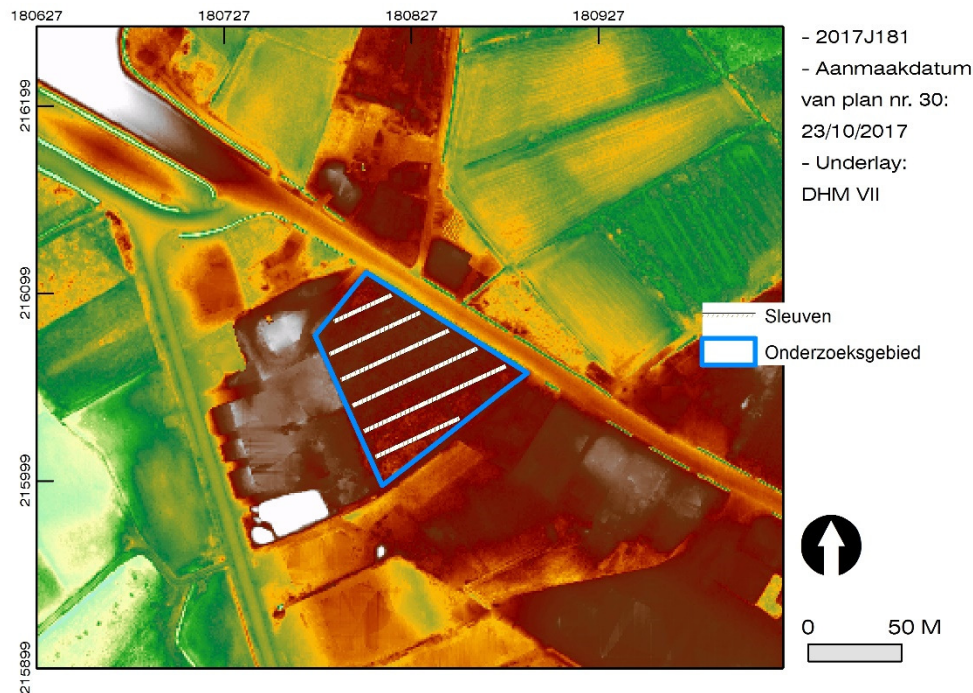 180627
180727
180827
180927
216199
216099
215999
215899
- 2017J181
- Aanmaakdatum
van plan nr. 30:
23/10/2017
- Underlay:
DHM VII
Sleuven
Onderzoeksgebied
0
50 M